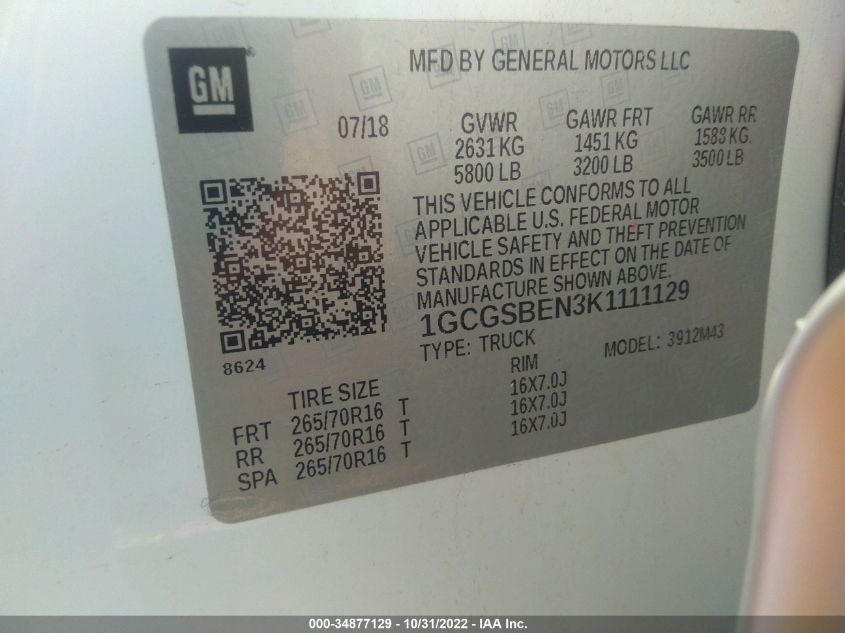 GM
MFD BY GENERAL MOTORS LLC
07/18
GVWR GAWR FRT GAWR RR
2631 KG 1451 KG 1588 KG
5800 LB 3200 LB 3500 LB
THIS VEHICLE CONFORMS TO ALL
APPLICABLE U.S. FEDERAL MOTOR
VEHICLE SAFETY AND THEFT PREVENTION
STANDARDS IN EFFECT ON THE DATE OF
MANUFACTURE SHOWN ABOVE.
1GCGSBEN3K1111129
TYPE: TRUCK MODEL: 3912M43
8624
TIRE SIZE RIM
FRT 265/70R16 T 16X7.0J
RR 265/70R16 T 16X7.0J
SPA 265/70R16 T 16X7.0J
000-34877129 - 10/31/2022 - IAA Inc.